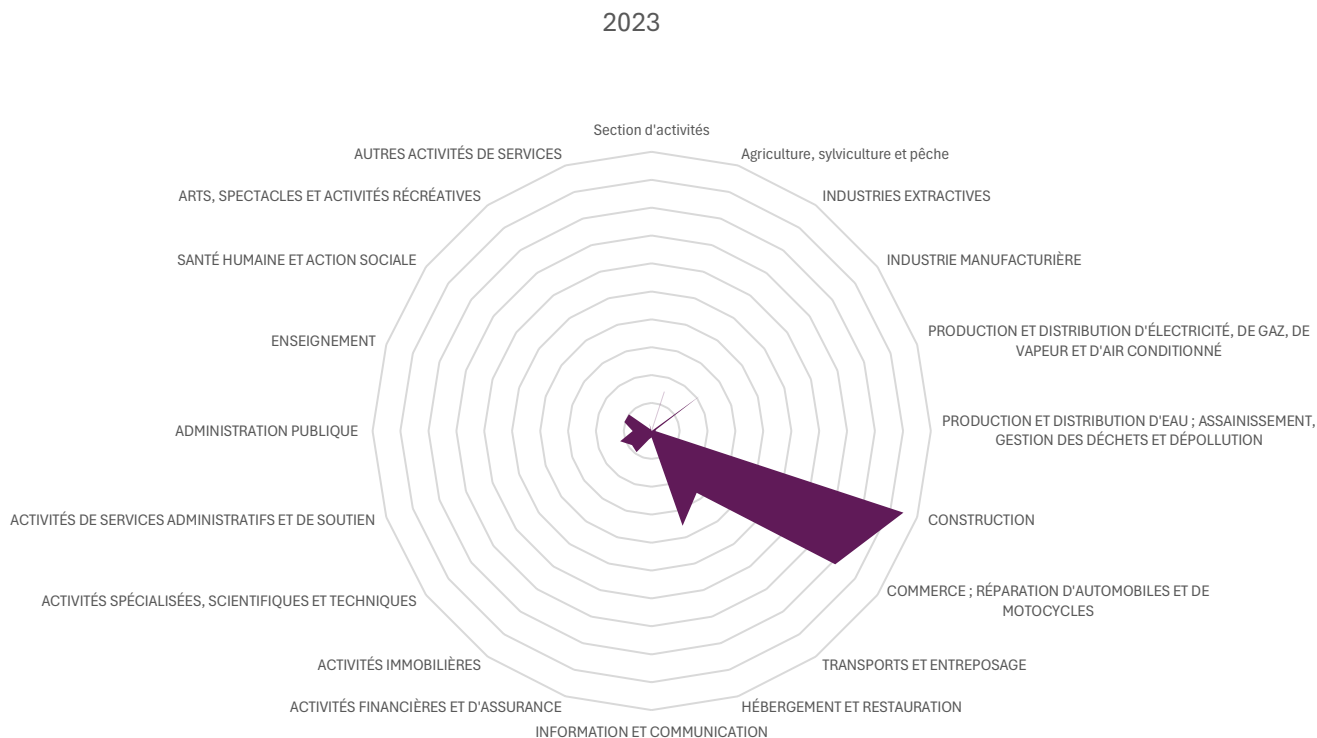 2023
Section d'activités
Agriculture, sylviculture et pêche
INDUSTRIES EXTRACTIVES
INDUSTRIE MANUFACTURIÈRE
PRODUCTION ET DISTRIBUTION D'ÉLECTRICITÉ, DE GAZ, DE
VAPEUR ET D'AIR CONDITIONNÉ
PRODUCTION ET DISTRIBUTION D'EAU ; ASSAINISSEMENT,
GESTION DES DÉCHETS ET DÉPOLLUTION
CONSTRUCTION
COMMERCE ; RÉPARATION D'AUTOMOBILES ET DE
MOTOCYCLES
TRANSPORTS ET ENTREPOSAGE
HÉBERGEMENT ET RESTAURATION
INFORMATION ET COMMUNICATION
ACTIVITÉS FINANCIÈRES ET D'ASSURANCE
ACTIVITÉS IMMOBILIÈRES
ACTIVITÉS SPÉCIALISÉES, SCIENTIFIQUES ET TECHNIQUES
ACTIVITÉS DE SERVICES ADMINISTRATIFS ET DE SOUTIEN
ADMINISTRATION PUBLIQUE
ENSEIGNEMENT
SANTÉ HUMAINE ET ACTION SOCIALE
ARTS, SPECTACLES ET ACTIVITÉS RÉCRÉATIVES
AUTRES ACTIVITÉS DE SERVICES